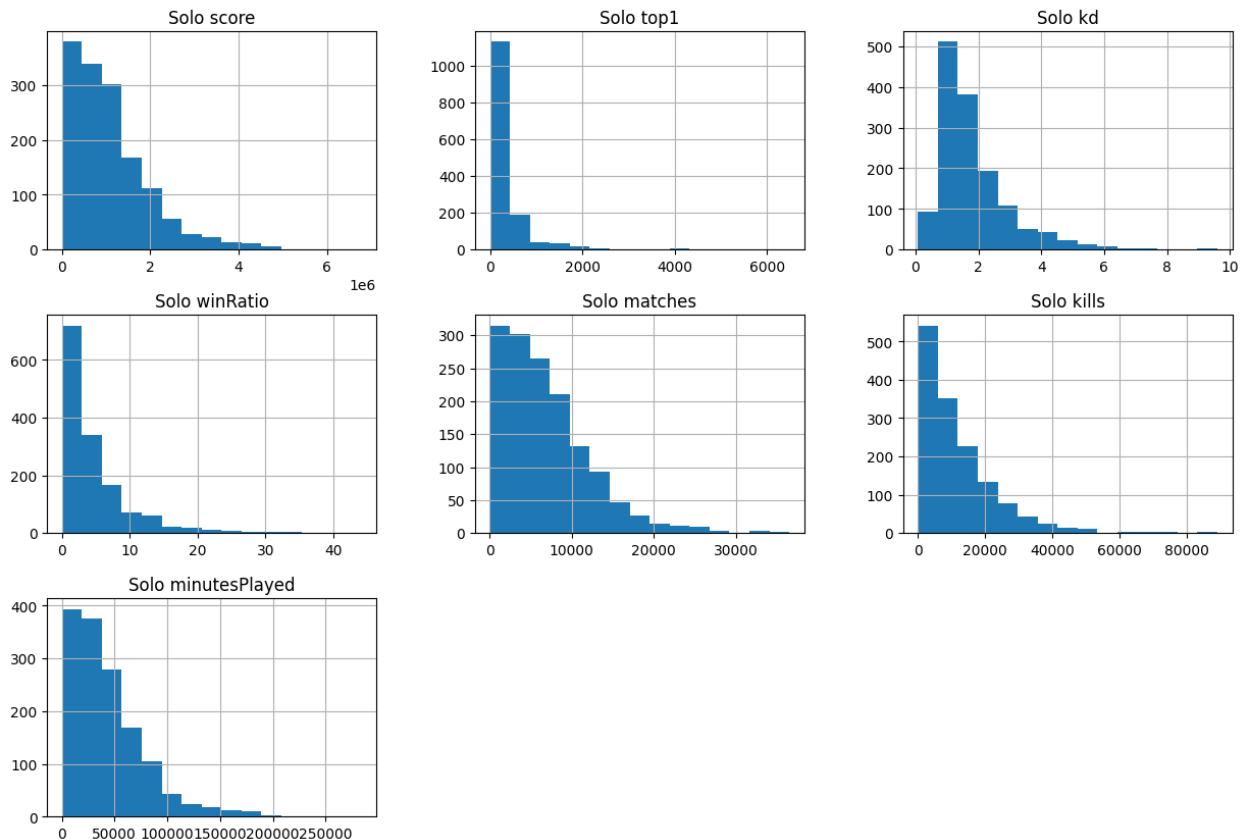 Solo score
300
200
100
0
0 2 4 6
1e6
Solo top1
1000
800
600
400
200
0
0 2000 4000 6000
Solo kd
500
400
300
200
100
0
0 2 4 6 8 10
Solo winRatio
600
400
200
0
0 10 20 30 40
Solo matches
300
250
200
150
100
50
0
0 10000 20000 30000
Solo kills
500
400
300
200
100
0
0 20000 40000 60000 80000
Solo minutesPlayed
400
300
200
100
0
0 50000 100000 150000 200000 250000